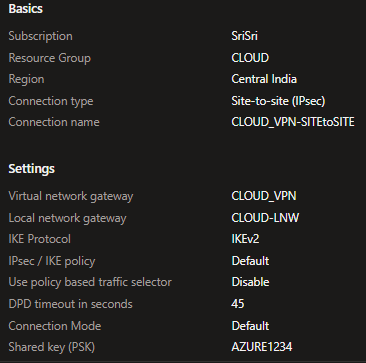 Basics
Subscription SriSri
Resource Group CLOUD
Region Central India
Connection type Site-to-site (IPsec)
Connection name CLOUD_VPN-SITEtoSITE
Settings
Virtual network gateway CLOUD_VPN
Local network gateway CLOUD-LNW
IKE Protocol IKEv2
IPsec / IKE policy Default
Use policy based traffic selector Disable
DPD timeout in seconds 45
Connection Mode Default
Shared key (PSK) AZURE1234